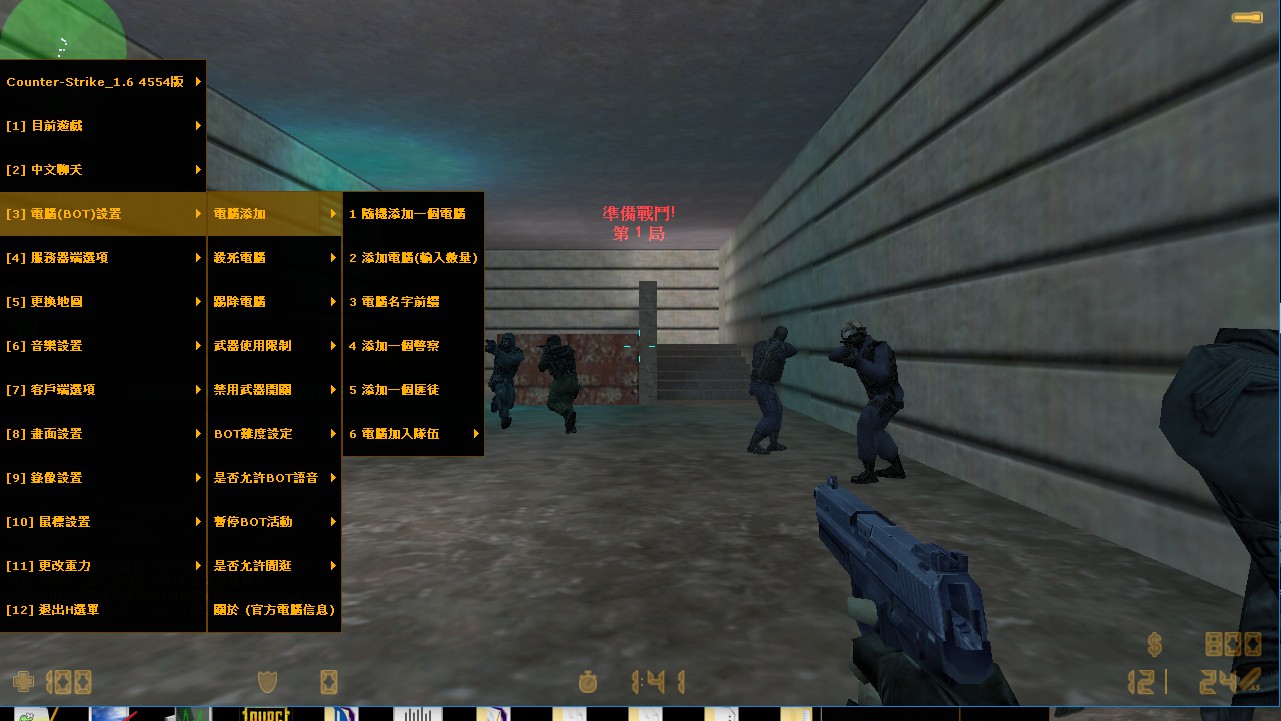 Counter-Strike_1.6 4554版
[1] 目前遊戲
[2] 中文聊天
[3] 電腦(BOT)設置
[4] 服務器端選項
[5] 更換地圖
[6] 音樂設置
[7] 客戶端選項
[8] 畫面設置
[9] 錄像設置
[10] 鼠標設置
[11] 更改重力
[12] 退出H選單
電腦添加
殺死電腦
踢除電腦
武器使用限制
禁用武器開關
BOT難度設定
是否允許BOT語音
暫停BOT活動
是否允許閒逛
關於 (官方電腦信息)
1 隨機添加一個電腦
2 添加電腦(輸入數量)
3 電腦名字前綴
4 添加一個警察
5 添加一個匪徒
6 電腦加入隊伍
準備戰鬥!
第 1 局
$ 800
100
0
1:41
12| 24